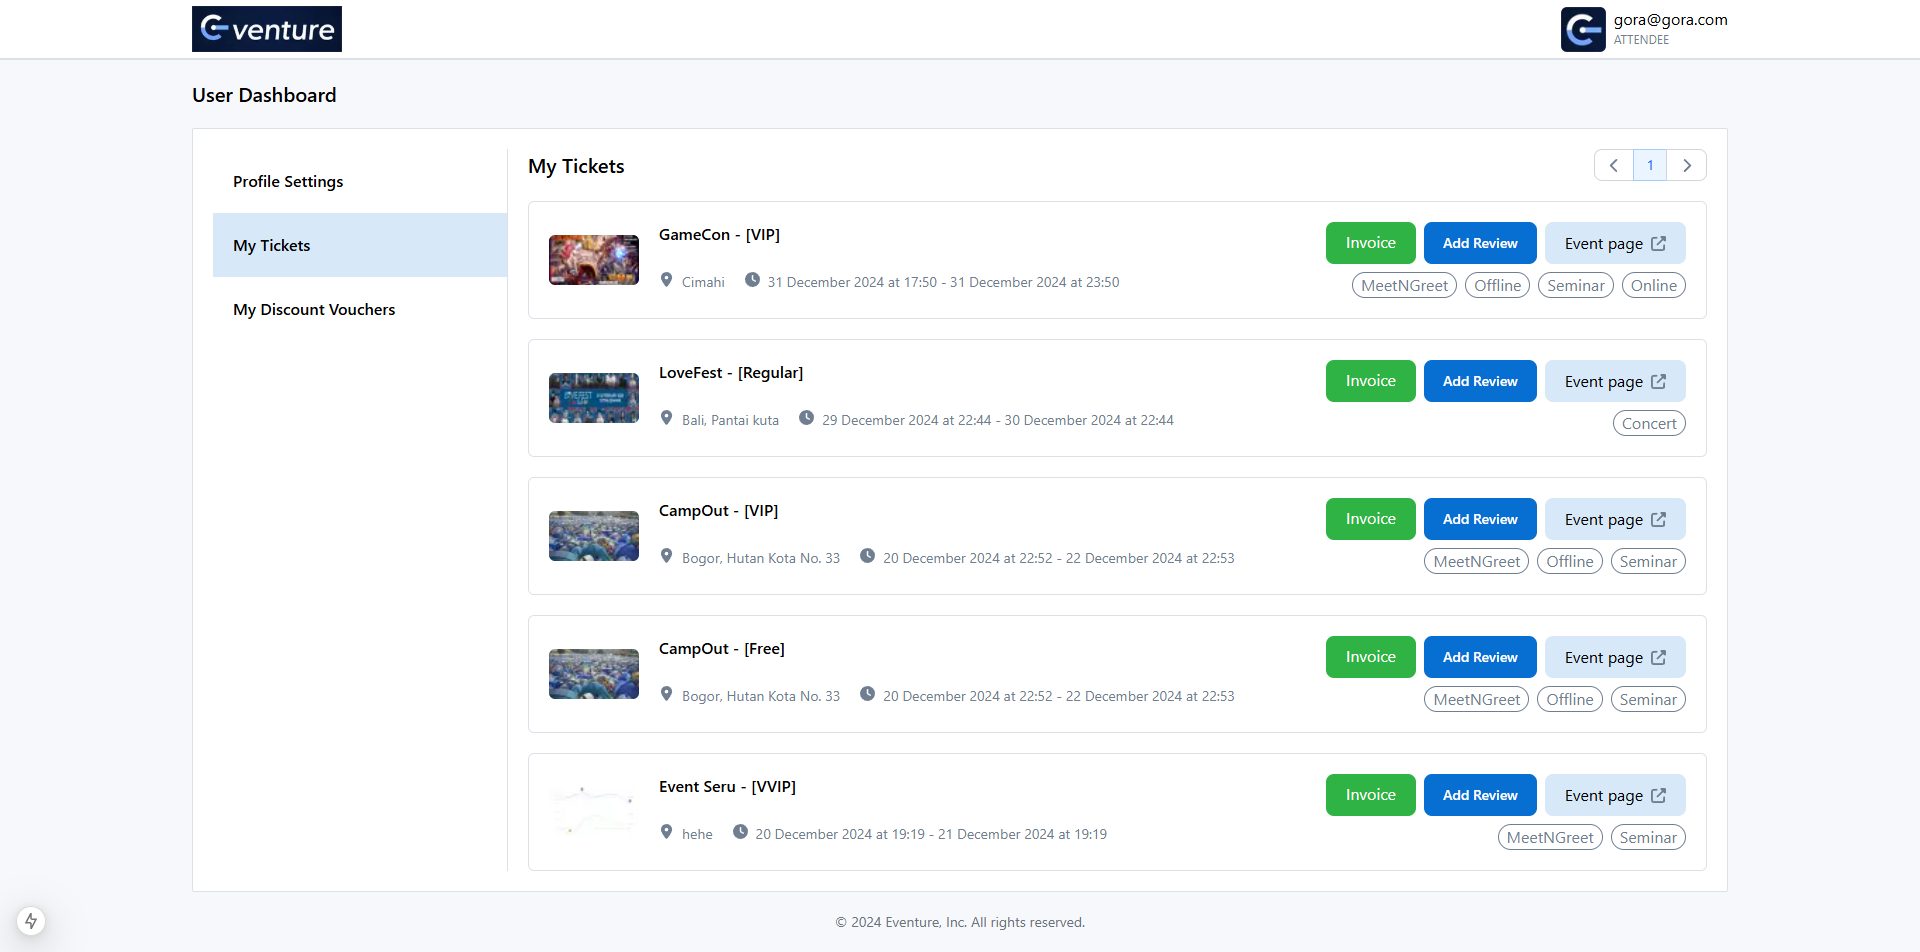 eventure
gora@gora.com
ATTENDEE
User Dashboard
Profile Settings
My Tickets
My Discount Vouchers
My Tickets
1
GameCon - [VIP]
Cimahi 31 December 2024 at 17:50 - 31 December 2024 at 23:50
Invoice Add Review Event page
MeetNGreet Offline Seminar Online
LoveFest - [Regular]
Bali, Pantai kuta 29 December 2024 at 22:44 - 30 December 2024 at 22:44
Invoice Add Review Event page
Concert
CampOut - [VIP]
Bogor, Hutan Kota No. 33 20 December 2024 at 22:52 - 22 December 2024 at 22:53
Invoice Add Review Event page
MeetNGreet Offline Seminar
CampOut - [Free]
Bogor, Hutan Kota No. 33 20 December 2024 at 22:52 - 22 December 2024 at 22:53
Invoice Add Review Event page
MeetNGreet Offline Seminar
Event Seru - [VVIP]
hehe 20 December 2024 at 19:19 - 21 December 2024 at 19:19
Invoice Add Review Event page
MeetNGreet Seminar
© 2024 Eventure, Inc. All rights reserved.